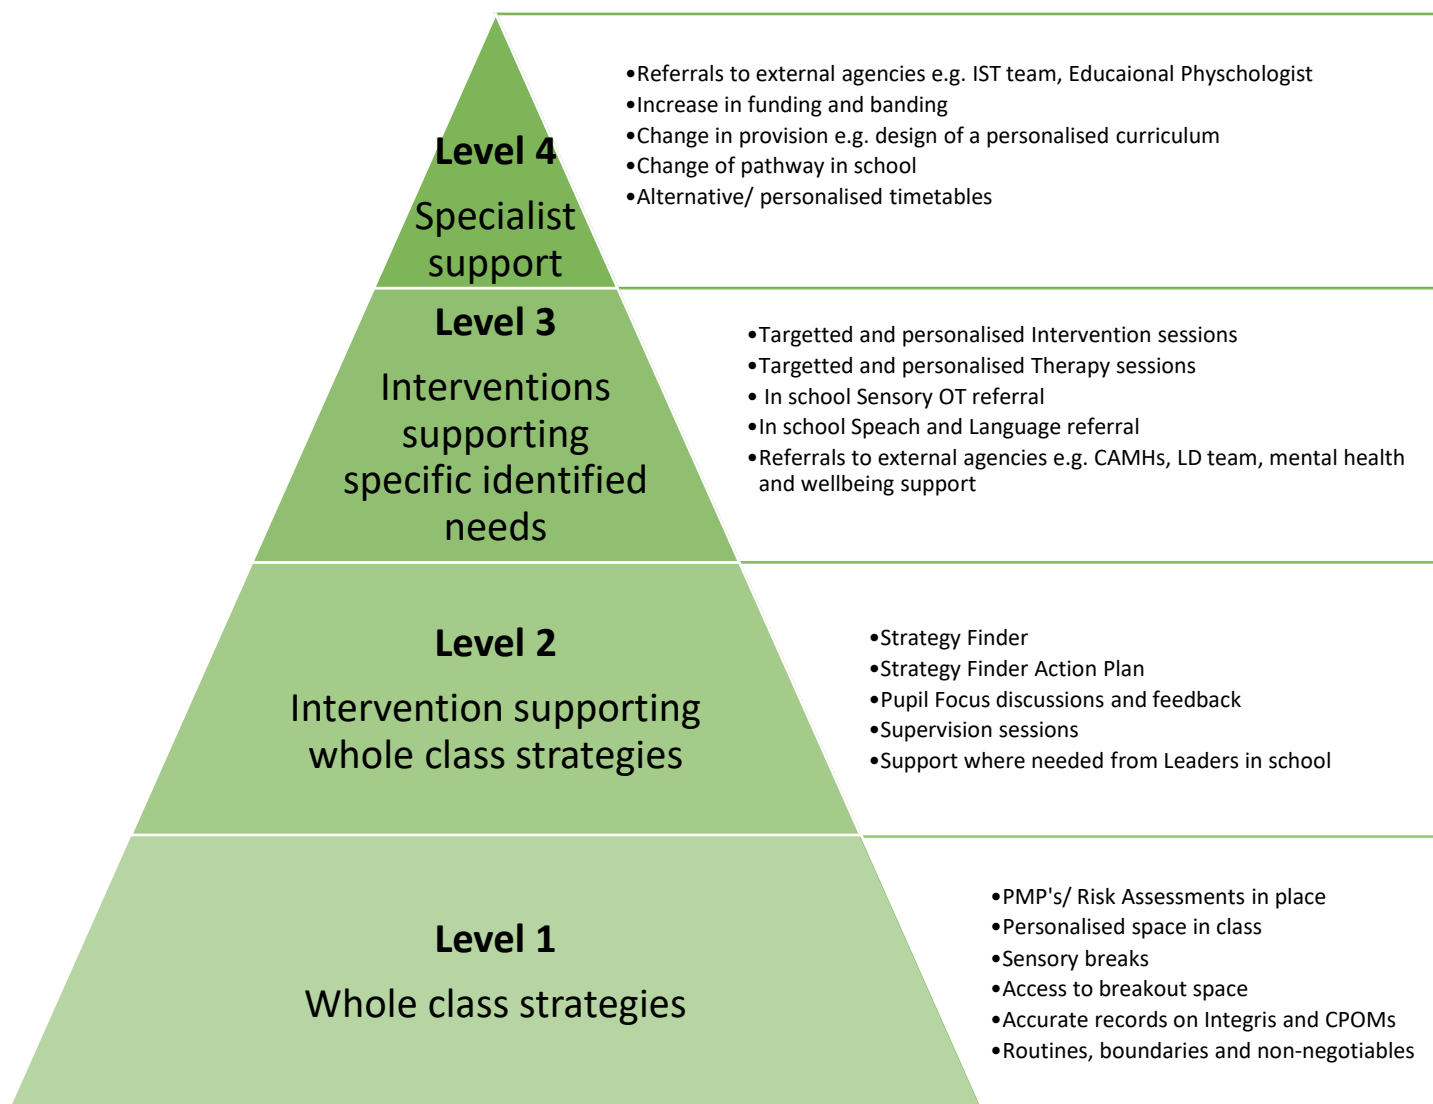 Level 4
Specialist
support
•Referrals to external agencies e.g. IST team, Educaional Physchologist
•Increase in funding and banding
•Change in provision e.g. design of a personalised curriculum
•Change of pathway in school
•Alternative/ personalised timetables
Level 3
Interventions
supporting
specific identified
needs
•Targetted and personalised Intervention sessions
•Targetted and personalised Therapy sessions
• In school Sensory OT referral
•In school Speach and Language referral
•Referrals to external agencies e.g. CAMHs, LD team, mental health
and wellbeing support
Level 2
Intervention supporting
whole class strategies
•Strategy Finder
•Strategy Finder Action Plan
•Pupil Focus discussions and feedback
•Supervision sessions
•Support where needed from Leaders in school
Level 1
Whole class strategies
•PMP's/ Risk Assessments in place
•Personalised space in class
•Sensory breaks
•Access to breakout space
•Accurate records on Integris and CPOMs
•Routines, boundaries and non-negotiables